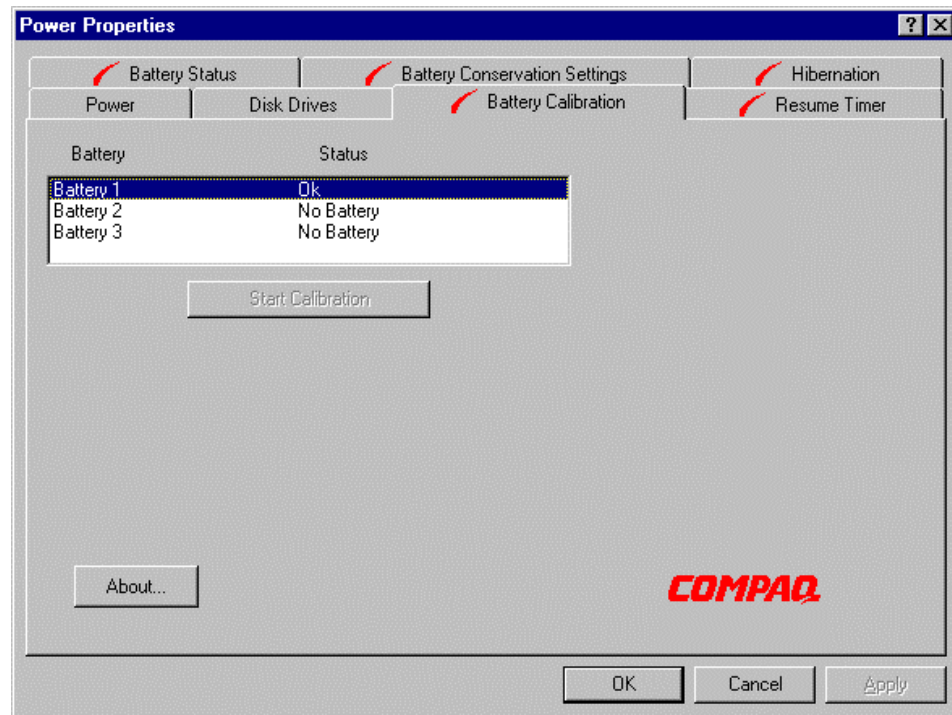 Power Properties
Battery Status Battery Conservation Settings Hibernation
Power Disk Drives Battery Calibration Resume Timer
Battery Status
Battery 1 Ok
Battery 2 No Battery
Battery 3 No Battery
Start Calibration
About...
COMPAQ
OK Cancel Apply